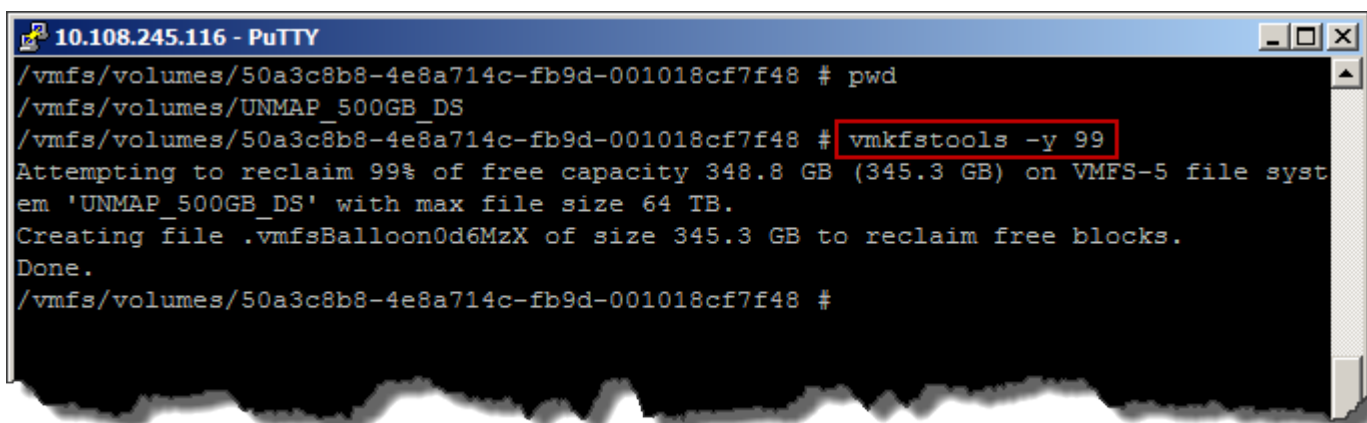 10.108.245.116 - PuTTY
/vmfs/volumes/50a3c8b8-4e8a714c-fb9d-001018cf7f48 # pwd
/vmfs/volumes/UNMAP_500GB_DS
/vmfs/volumes/50a3c8b8-4e8a714c-fb9d-001018cf7f48 # vmkfstools -y 99
Attempting to reclaim 99% of free capacity 348.8 GB (345.3 GB) on VMFS-5 file syst
em 'UNMAP_500GB_DS' with max file size 64 TB.
Creating file .vmfsBalloon0d6MzX of size 345.3 GB to reclaim free blocks.
Done.
/vmfs/volumes/50a3c8b8-4e8a714c-fb9d-001018cf7f48 #